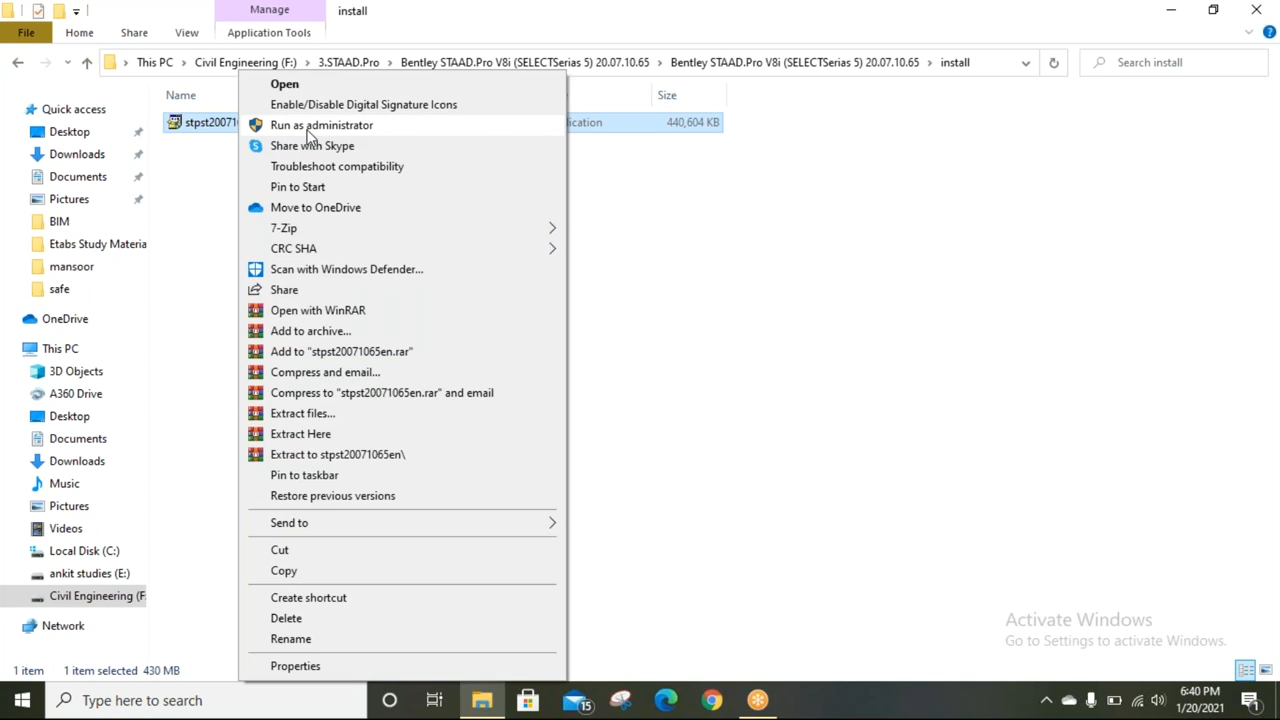 Manage
install
File
Home
Share
View
Application Tools
This PC
Civil Engineering (F:)
3.STAAD.Pro
Bentley STAAD.Pro V8i (SELECTSerias 5) 20.07.10.65
Bentley STAAD.Pro V8i (SELECTSerias 5) 20.07.10.65
install
Search install
Name
Size
stpst20071
ication
440,604 KB
Quick access
Desktop
Downloads
Documents
Pictures
BIM
Etabs Study Materia
mansoor
safe
OneDrive
This PC
3D Objects
A360 Drive
Desktop
Documents
Downloads
Music
Pictures
Videos
Local Disk (C:)
ankit studies (E:)
Civil Engineering (F:
Network
Open
Enable/Disable Digital Signature Icons
Run as administrator
Share with Skype
Troubleshoot compatibility
Pin to Start
Move to OneDrive
7-Zip
CRC SHA
Scan with Windows Defender...
Share
Open with WinRAR
Add to archive...
Add to "stpst20071065en.rar"
Compress and email...
Compress to "stpst20071065en.rar" and email
Extract files...
Extract Here
Extract to stpst20071065en\
Pin to taskbar
Restore previous versions
Send to
Cut
Copy
Create shortcut
Delete
Rename
Properties
Activate Windows
Go to Settings to activate Windows.
1 item
1 item selected 430 MB
Type here to search
15
6:40 PM
1/20/2021
1